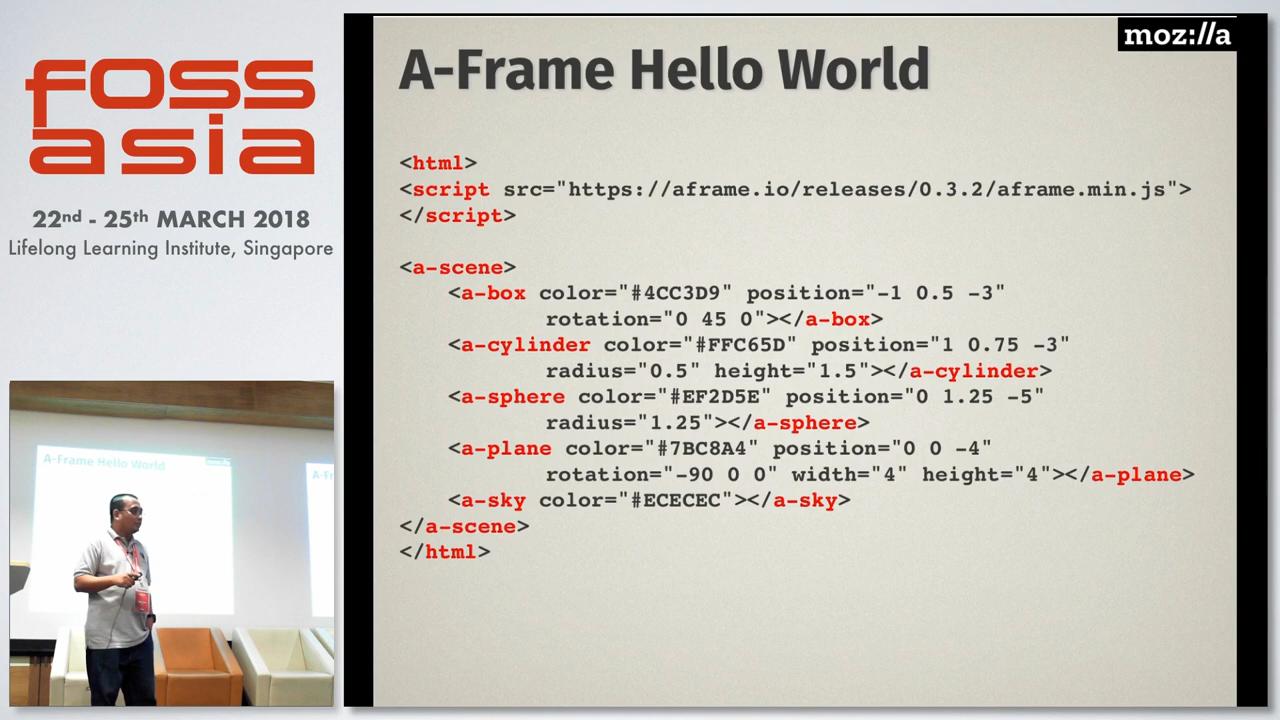 foss
asia
22nd - 25th MARCH 2018
Lifelong Learning Institute, Singapore
moz://a
A-Frame Hello World
<html>
<script src="https://aframe.io/releases/0.3.2/aframe.min.js">
</script>
<a-scene>
<a-box color="#4CC3D9" position="-1 0.5 -3"
rotation="0 45 0"></a-box>
<a-cylinder color="#FFC65D" position="1 0.75 -3"
radius="0.5" height="1.5"></a-cylinder>
<a-sphere color="#EF2D5E" position="0 1.25 -5"
radius="1.25"></a-sphere>
<a-plane color="#7BC8A4" position="0 0 -4"
rotation="-90 0 0" width="4" height="4"></a-plane>
<a-sky color="#ECECEC"></a-sky>
</a-scene>
</html>
A-Frame Hello World
A-Fr